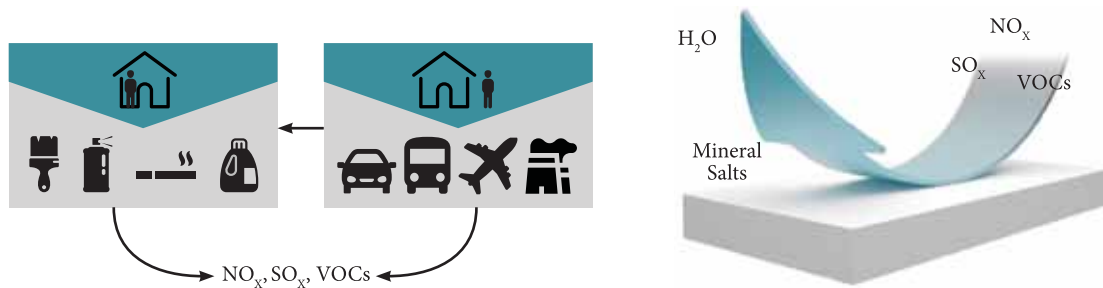 NOₓ, SOₓ, VOCs
H₂O
NOₓ
SOₓ
VOCs
Mineral
Salts